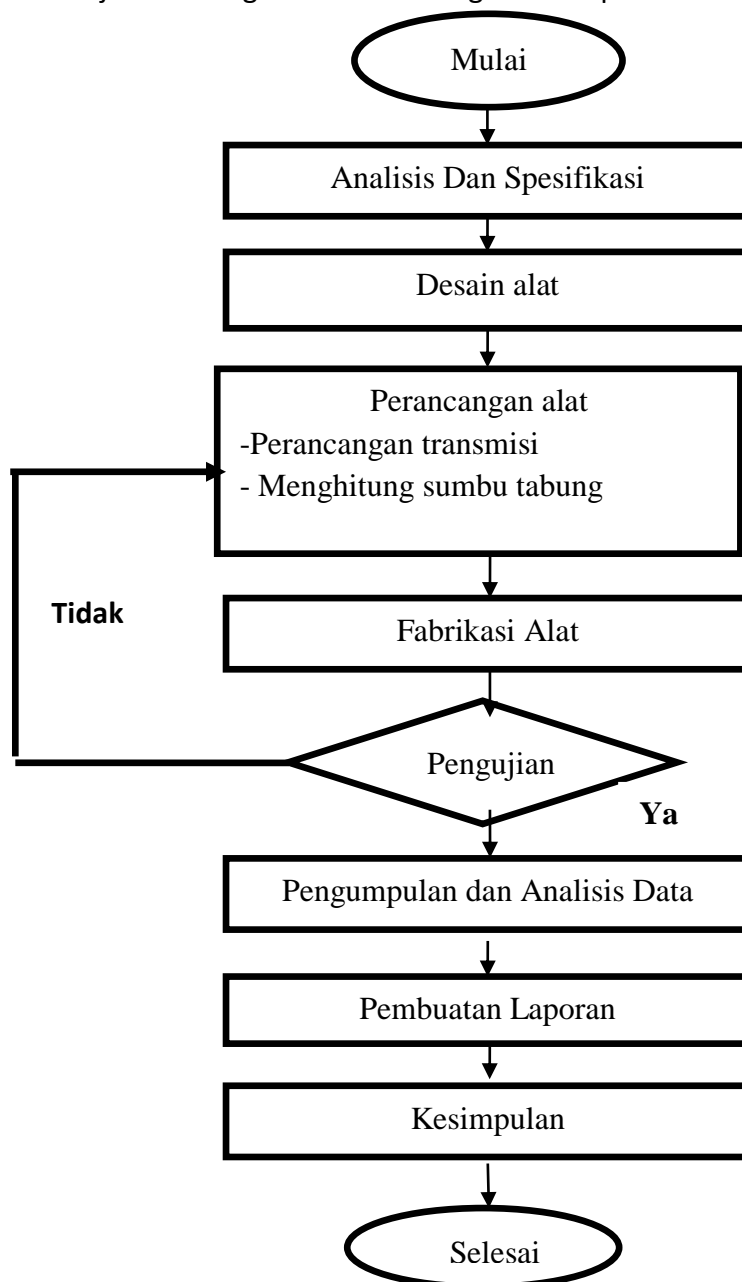 Mulai
Analisis Dan Spesifikasi
Desain alat
Perancangan alat
-Perancangan transmisi
- Menghitung sumbu tabung
Tidak
Fabrikasi Alat
Pengujian
Ya
Pengumpulan dan Analisis Data
Pembuatan Laporan
Kesimpulan
Selesai